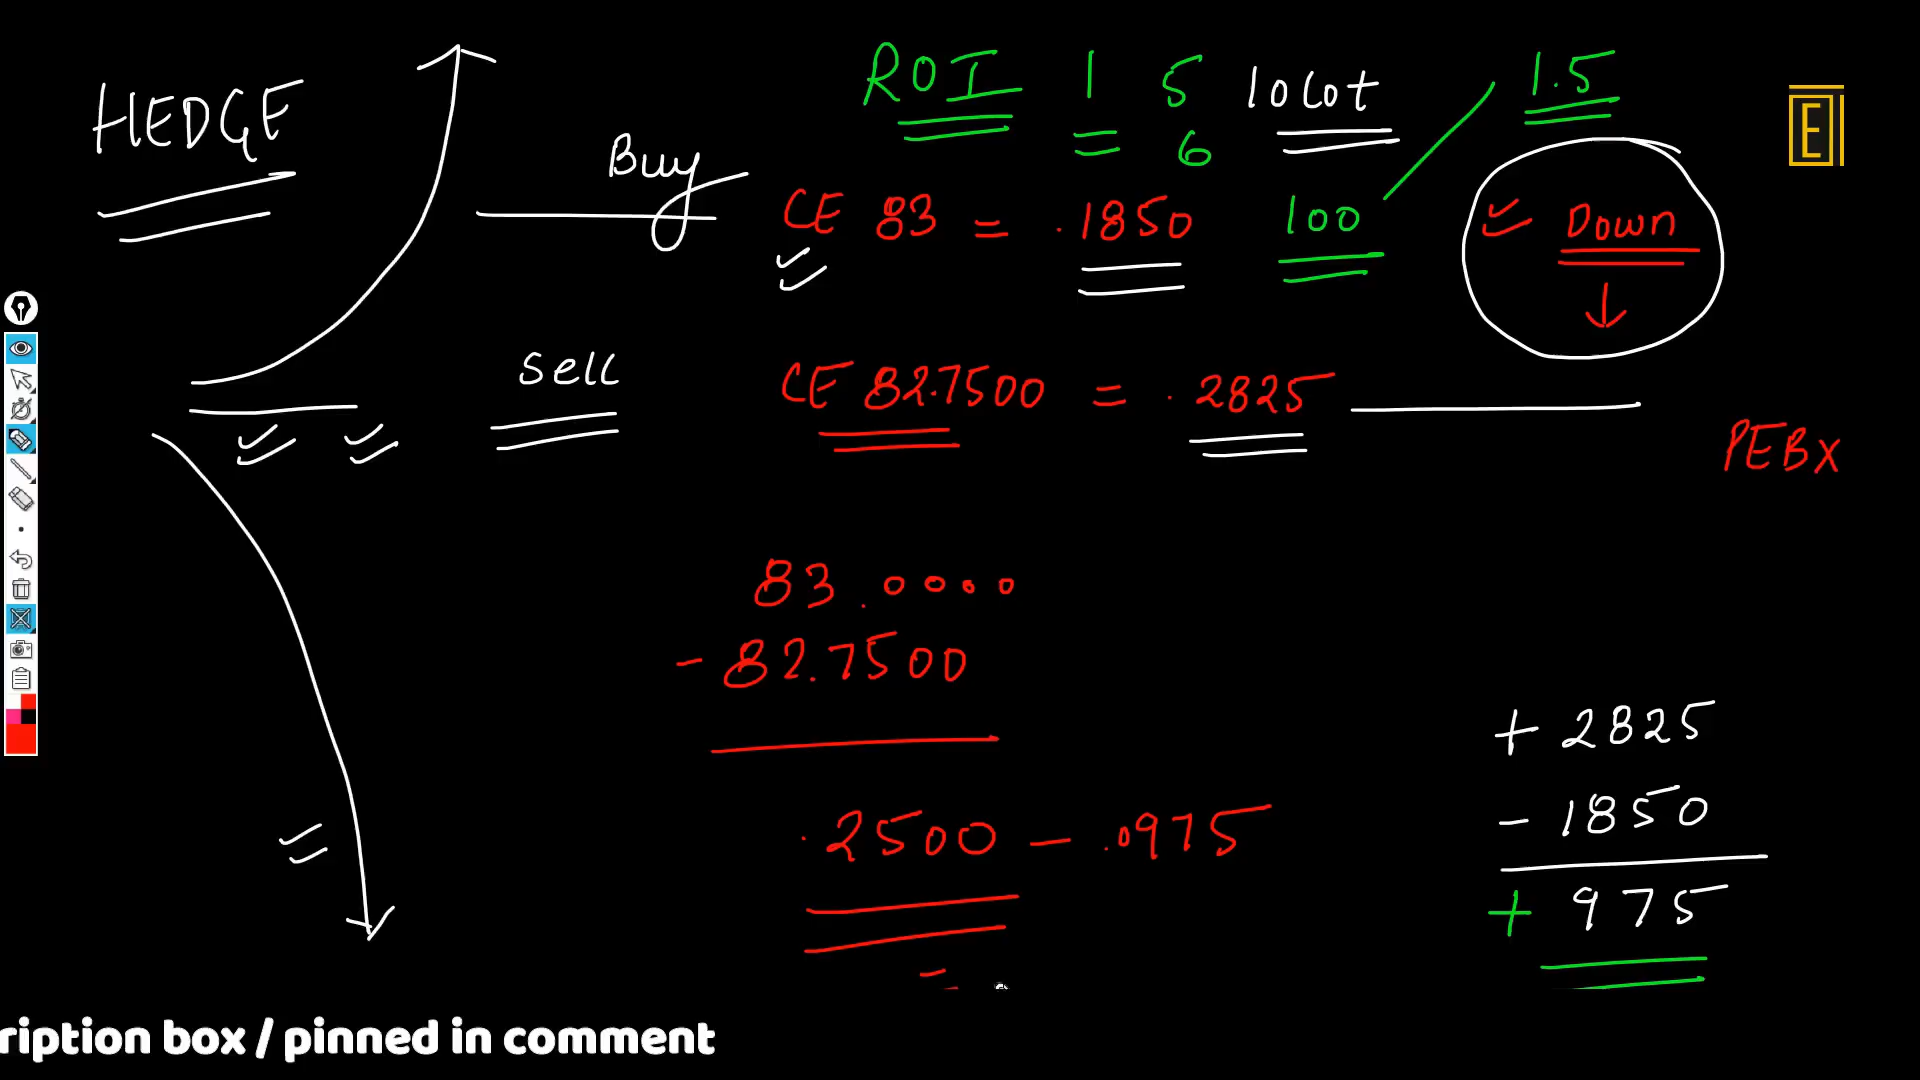 HEDGE
ROI 1 5 10 Lot 1.5
6
Buy
CE 83 = .1850 100 Down
Sell
CE 82.7500 = .2825
PEBX
83.0000
- 82.7500
.2500 - .0975
=
+ 2825
- 1850
+ 975
E
ription box / pinned in comment